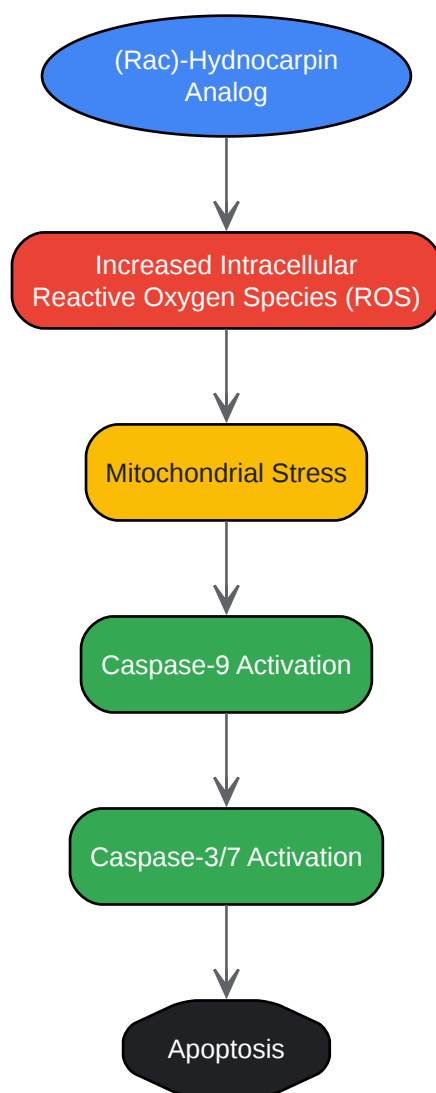 (Rac)-Hydnocarpin
Analog
Increased Intracellular
Reactive Oxygen Species (ROS)
Mitochondrial Stress
Caspase-9 Activation
Caspase-3/7 Activation
Apoptosis